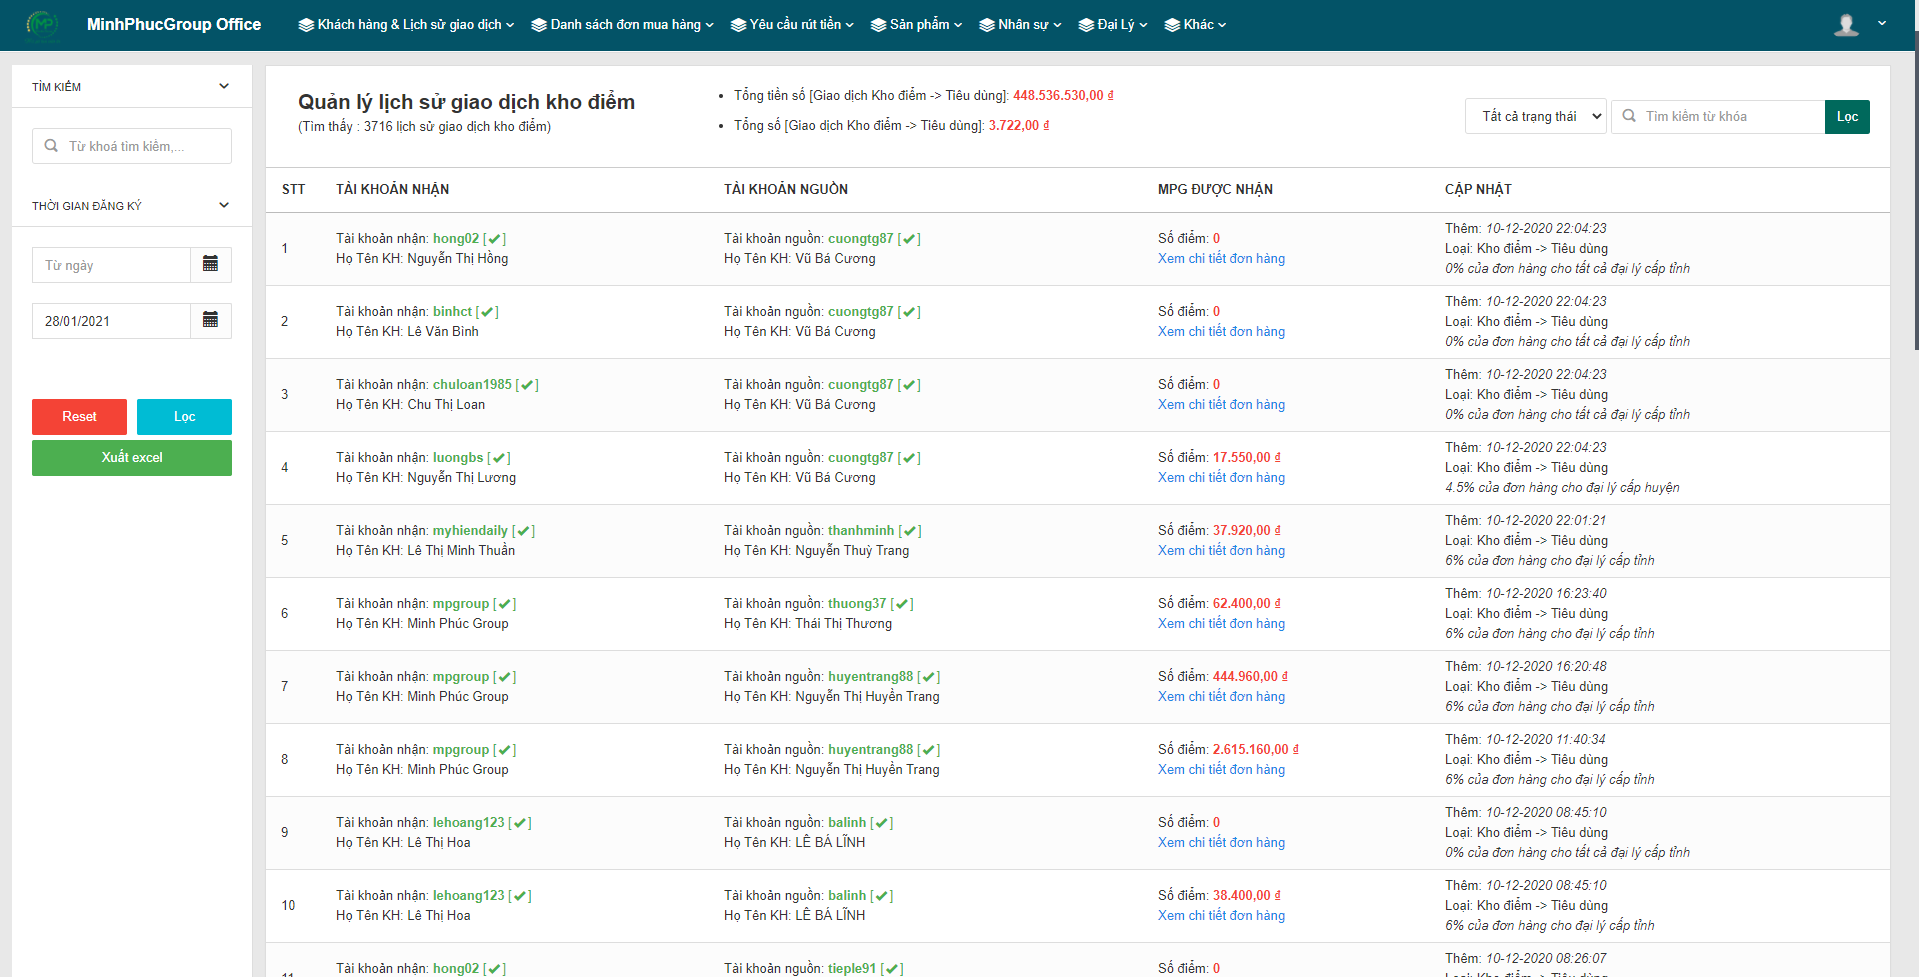 MP
MinhPhucGroup Office
Khách hàng & Lịch sử giao dịch
Danh sách đơn mua hàng
Yêu cầu rút tiền
Sản phẩm
Nhân sự
Đại Lý
Khác
TÌM KIẾM
Từ khoá tìm kiếm,...
THỜI GIAN ĐĂNG KÝ
Từ ngày
28/01/2021
Reset
Lọc
Xuất excel
Quản lý lịch sử giao dịch kho điểm
(Tìm thấy : 3716 lịch sử giao dịch kho điểm)
Tổng tiền số [Giao dịch Kho điểm -> Tiêu dùng]: 448.536.530,00 ₫
Tổng số [Giao dịch Kho điểm -> Tiêu dùng]: 3.722,00 ₫
Tất cả trạng thái
Tìm kiếm từ khóa
Lọc
STT TÀI KHOẢN NHẬN TÀI KHOẢN NGUỒN MPG ĐƯỢC NHẬN CẬP NHẬT
1
Tài khoản nhận: hong02 [✔]
Họ Tên KH: Nguyễn Thị Hồng
Tài khoản nguồn: cuongtg87 [✔]
Họ Tên KH: Vũ Bá Cương
Số điểm: 0
Xem chi tiết đơn hàng
Thêm: 10-12-2020 22:04:23
Loại: Kho điểm -> Tiêu dùng
0% của đơn hàng cho tất cả đại lý cấp tỉnh
2
Tài khoản nhận: binhct [✔]
Họ Tên KH: Lê Văn Bình
Tài khoản nguồn: cuongtg87 [✔]
Họ Tên KH: Vũ Bá Cương
Số điểm: 0
Xem chi tiết đơn hàng
Thêm: 10-12-2020 22:04:23
Loại: Kho điểm -> Tiêu dùng
0% của đơn hàng cho tất cả đại lý cấp tỉnh
3
Tài khoản nhận: chuloan1985 [✔]
Họ Tên KH: Chu Thị Loan
Tài khoản nguồn: cuongtg87 [✔]
Họ Tên KH: Vũ Bá Cương
Số điểm: 0
Xem chi tiết đơn hàng
Thêm: 10-12-2020 22:04:23
Loại: Kho điểm -> Tiêu dùng
0% của đơn hàng cho tất cả đại lý cấp tỉnh
4
Tài khoản nhận: luongbs [✔]
Họ Tên KH: Nguyễn Thị Lương
Tài khoản nguồn: cuongtg87 [✔]
Họ Tên KH: Vũ Bá Cương
Số điểm: 17.550,00 ₫
Xem chi tiết đơn hàng
Thêm: 10-12-2020 22:04:23
Loại: Kho điểm -> Tiêu dùng
4.5% của đơn hàng cho đại lý cấp huyện
5
Tài khoản nhận: myhiendaily [✔]
Họ Tên KH: Lê Thị Minh Thuần
Tài khoản nguồn: thanhminh [✔]
Họ Tên KH: Nguyễn Thuỳ Trang
Số điểm: 37.920,00 ₫
Xem chi tiết đơn hàng
Thêm: 10-12-2020 22:01:21
Loại: Kho điểm -> Tiêu dùng
6% của đơn hàng cho đại lý cấp tỉnh
6
Tài khoản nhận: mpgroup [✔]
Họ Tên KH: Minh Phúc Group
Tài khoản nguồn: thuong37 [✔]
Họ Tên KH: Thái Thị Thương
Số điểm: 62.400,00 ₫
Xem chi tiết đơn hàng
Thêm: 10-12-2020 16:23:40
Loại: Kho điểm -> Tiêu dùng
6% của đơn hàng cho đại lý cấp tỉnh
7
Tài khoản nhận: mpgroup [✔]
Họ Tên KH: Minh Phúc Group
Tài khoản nguồn: huyentrang88 [✔]
Họ Tên KH: Nguyễn Thị Huyền Trang
Số điểm: 444.960,00 ₫
Xem chi tiết đơn hàng
Thêm: 10-12-2020 16:20:48
Loại: Kho điểm -> Tiêu dùng
6% của đơn hàng cho đại lý cấp tỉnh
8
Tài khoản nhận: mpgroup [✔]
Họ Tên KH: Minh Phúc Group
Tài khoản nguồn: huyentrang88 [✔]
Họ Tên KH: Nguyễn Thị Huyền Trang
Số điểm: 2.615.160,00 ₫
Xem chi tiết đơn hàng
Thêm: 10-12-2020 11:40:34
Loại: Kho điểm -> Tiêu dùng
6% của đơn hàng cho đại lý cấp tỉnh
9
Tài khoản nhận: lehoang123 [✔]
Họ Tên KH: Lê Thị Hoa
Tài khoản nguồn: balinh [✔]
Họ Tên KH: LÊ BÁ LĨNH
Số điểm: 0
Xem chi tiết đơn hàng
Thêm: 10-12-2020 08:45:10
Loại: Kho điểm -> Tiêu dùng
0% của đơn hàng cho tất cả đại lý cấp tỉnh
10
Tài khoản nhận: lehoang123 [✔]
Họ Tên KH: Lê Thị Hoa
Tài khoản nguồn: balinh [✔]
Họ Tên KH: LÊ BÁ LĨNH
Số điểm: 38.400,00 ₫
Xem chi tiết đơn hàng
Thêm: 10-12-2020 08:45:10
Loại: Kho điểm -> Tiêu dùng
6% của đơn hàng cho đại lý cấp tỉnh
11
Tài khoản nhận: hong02 [✔]
Tài khoản nguồn: tieple91 [✔]
Số điểm: 0
Thêm: 10-12-2020 08:26:07
Loại: Kho điểm -> Tiêu dùng